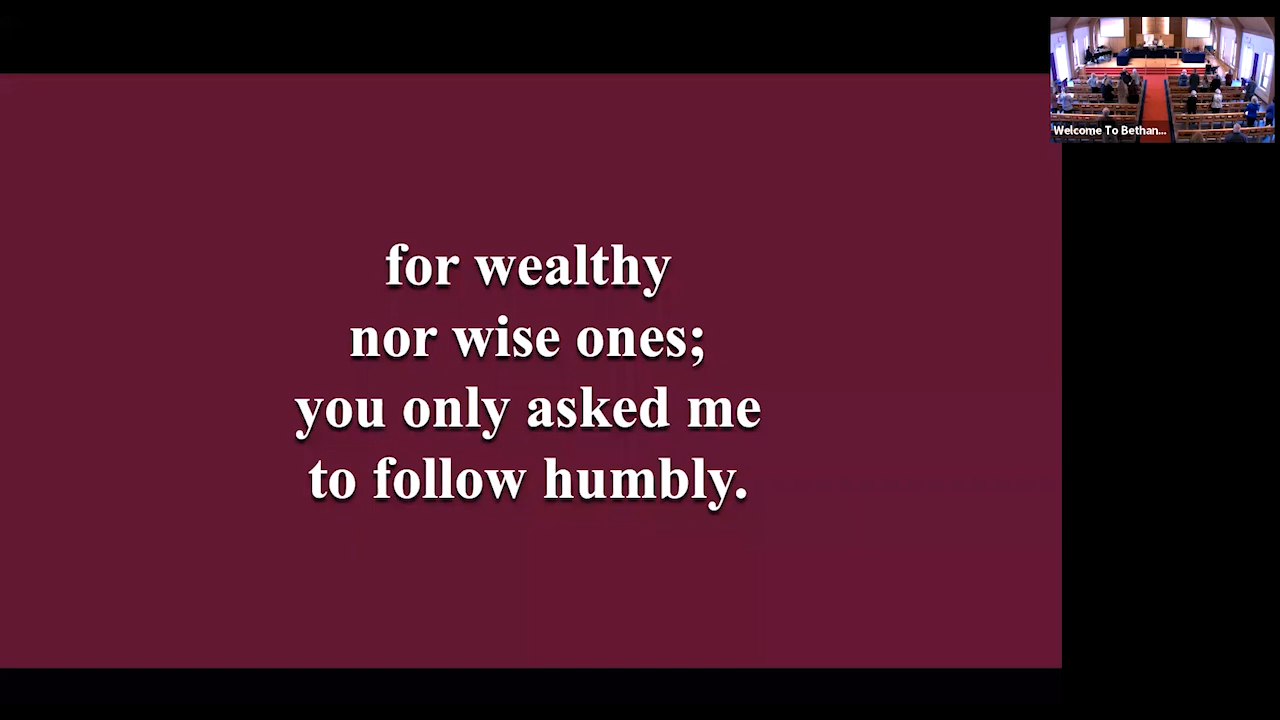 for wealthy
nor wise ones;
you only asked me
to follow humbly.
Welcome To Bethan...